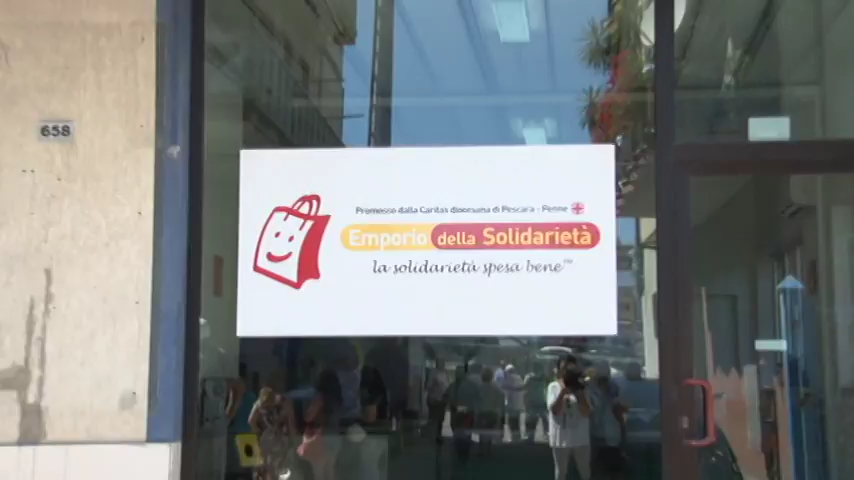 658
Promosso dalla Caritas diocesana di Pescara - Penne
Emporio della Solidarietà
la solidarietà spesa bene™